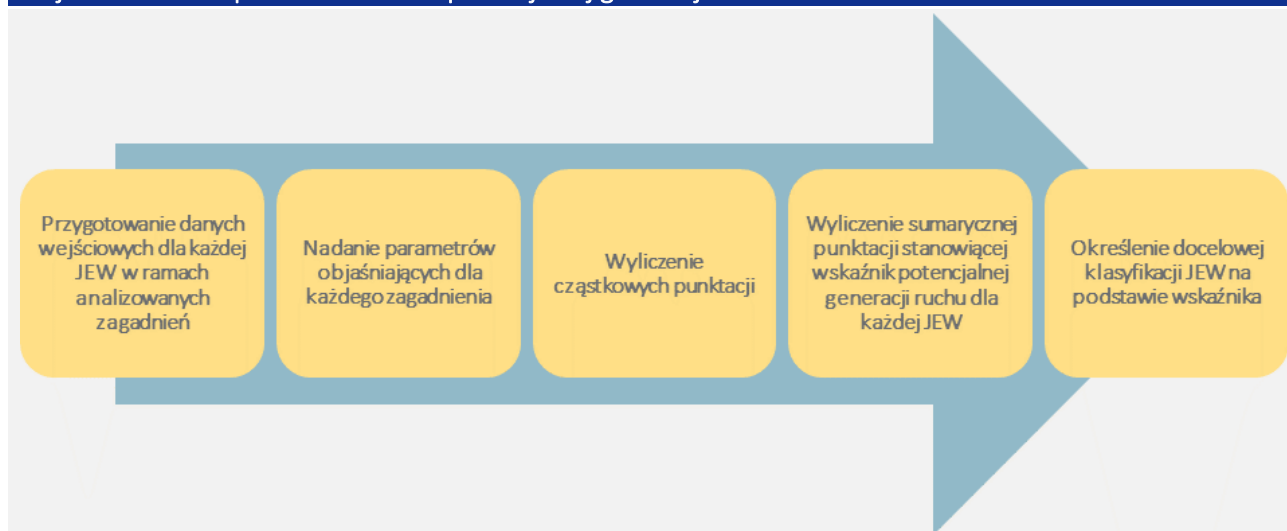 Przygotowanie danych
wejściowych dla każdej
JEW w ramach
analizowanych
zagadnień
Nadanie parametrów
objaśniających dla
każdego zagadnienia
Wyliczenie
cząstkowych punktacji
Wyliczenie sumarycznej
punktacji stanowiącej
wskaźnik potencjalnej
generacji ruchu dla
każdej JEW
Określenie docelowej
klasyfikacji JEW na
podstawie wskaźnika